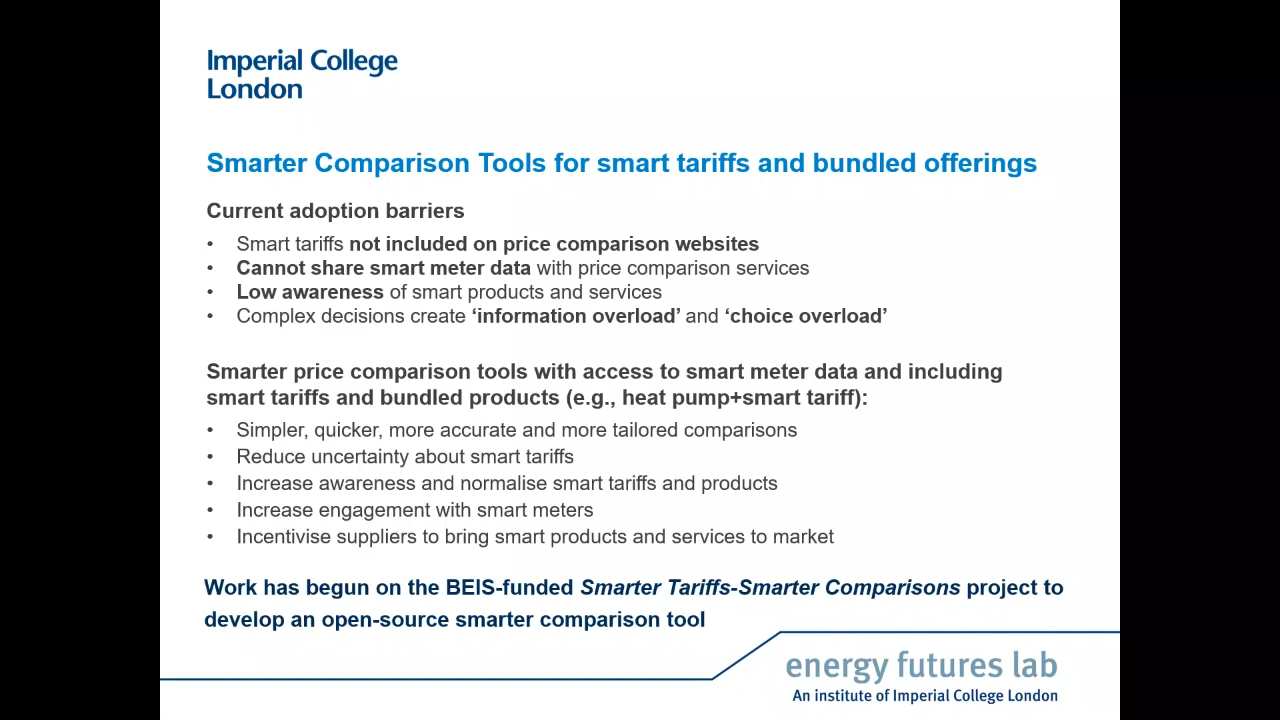 Imperial College
London
Smarter Comparison Tools for smart tariffs and bundled offerings
Current adoption barriers
• Smart tariffs not included on price comparison websites
• Cannot share smart meter data with price comparison services
• Low awareness of smart products and services
• Complex decisions create ‘information overload’ and ‘choice overload’
Smarter price comparison tools with access to smart meter data and including
smart tariffs and bundled products (e.g., heat pump+smart tariff):
• Simpler, quicker, more accurate and more tailored comparisons
• Reduce uncertainty about smart tariffs
• Increase awareness and normalise smart tariffs and products
• Increase engagement with smart meters
• Incentivise suppliers to bring smart products and services to market
Work has begun on the BEIS-funded Smarter Tariffs-Smarter Comparisons project to
develop an open-source smarter comparison tool
energy futures lab
An institute of Imperial College London